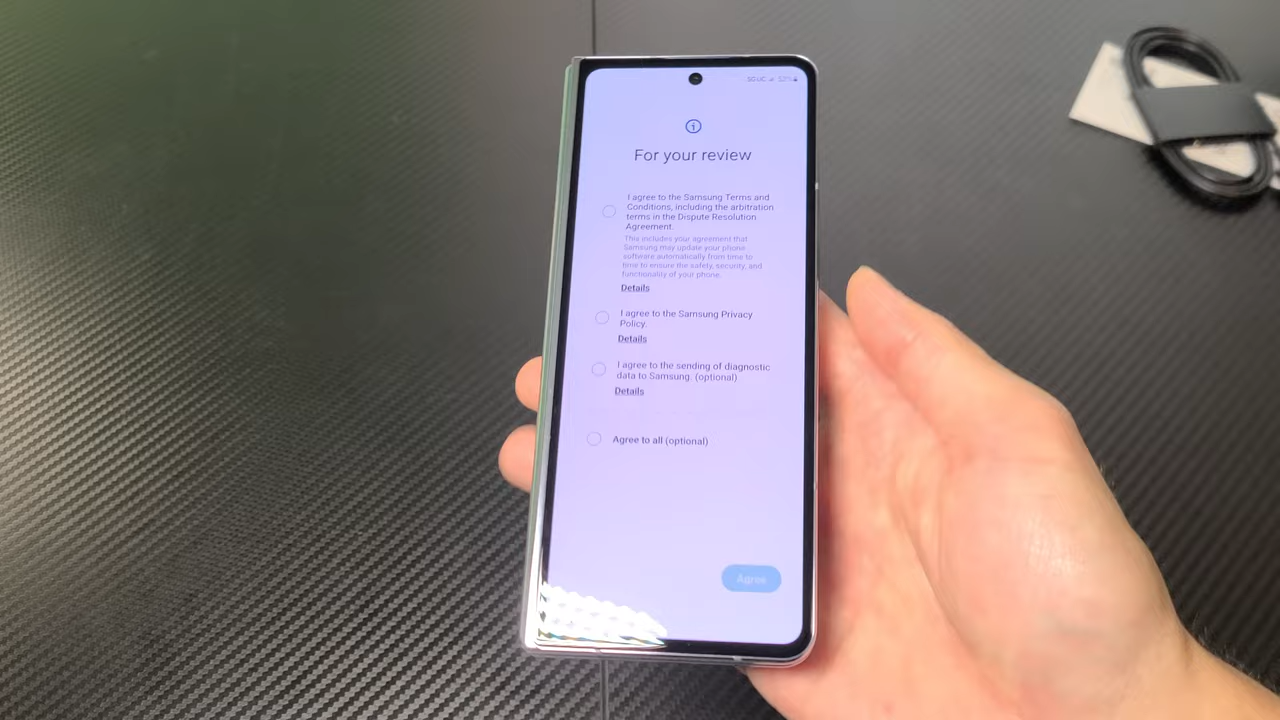 5G UC 52%
For your review
I agree to the Samsung Terms and
Conditions, including the arbitration
terms in the Dispute Resolution
Agreement.
This includes your agreement that
Samsung may update your phone
software automatically from time to
time to ensure the safety, security, and
functionality of your phone.
Details
I agree to the Samsung Privacy
Policy.
Details
I agree to the sending of diagnostic
data to Samsung. (optional)
Details
Agree to all (optional)
Agree